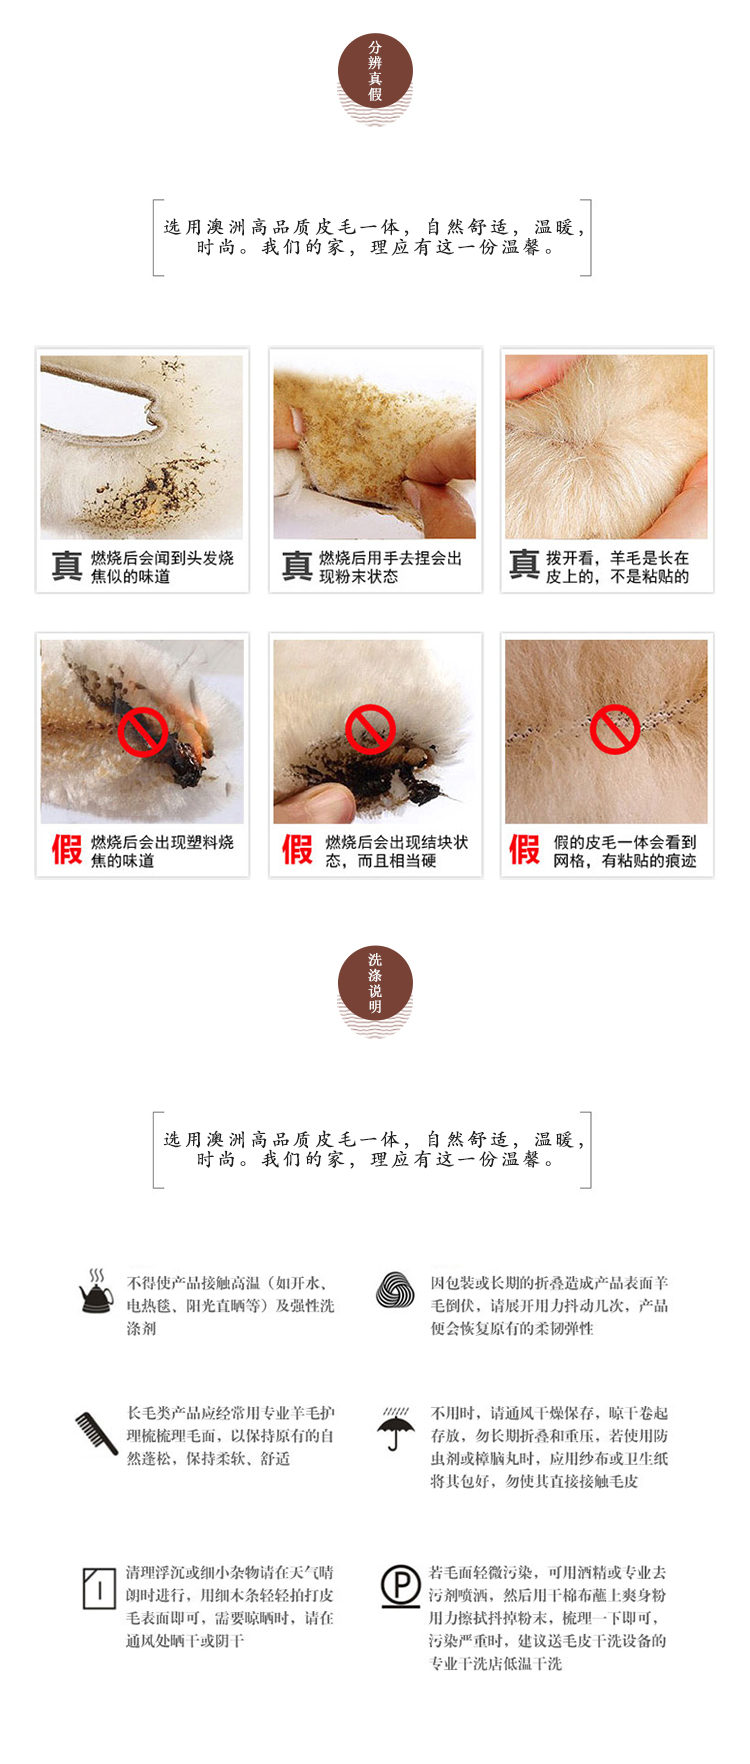 分辨真假
选用澳洲高品质皮毛一体，自然舒适，温暖，
时尚。我们的家，理应有这一份温馨。
真
燃烧后会闻到头发烧
焦似的味道
真
燃烧后用手去捏会出
现粉末状态
真
拨开看，羊毛是长在
皮上的，不是粘贴的
假
燃烧后会出现塑料烧
焦的味道
假
燃烧后会出现结块状
态，而且相当硬
假
假的皮毛一体会看到
网格，有粘贴的痕迹
洗涤说明
选用澳洲高品质皮毛一体，自然舒适，温暖，
时尚。我们的家，理应有这一份温馨。
不得使产品接触高温（如开水、
电热毯、阳光直晒等）及强性洗
涤剂
因包装或长期的折叠造成产品表面羊
毛倒伏，请展开用力抖动几次，产品
便会恢复原有的柔韧弹性
长毛类产品应经常用专业羊毛护
理梳梳理毛面，以保持原有的自
然蓬松，保持柔软、舒适
不用时，请通风干燥保存，晾干卷起
存放，勿长期折叠和重压，若使用防
虫剂或樟脑丸时，应用纱布或卫生纸
将其包好，勿使其直接接触毛皮
清理浮沉或细小杂物请在天气晴
朗时进行，用细木条轻轻拍打皮
毛表面即可，需要晾晒时，请在
通风处晒干或阴干
P
若毛面轻微污染，可用酒精或专业去
污剂喷洒，然后用干棉布蘸上爽身粉
用力擦拭抖掉粉末，梳理一下即可，
污染严重时，建议送毛皮干洗设备的
专业干洗店低温干洗